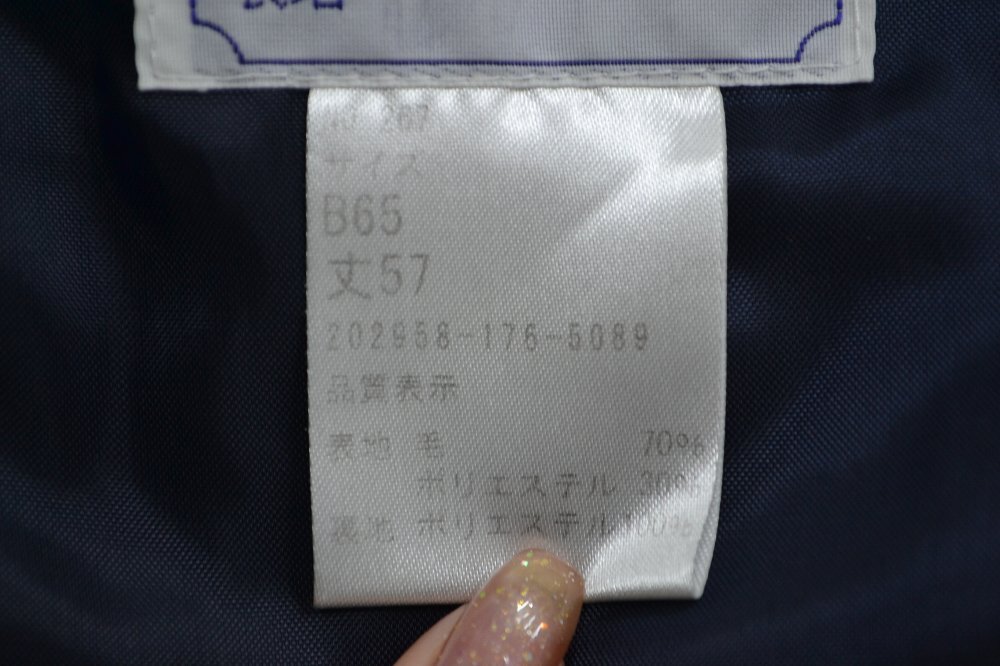 サイズ
B65
丈57
202958-176-5089
品質表示
表地 毛 70%
ポリエステル 30%
裏地 ポリエステル 100%